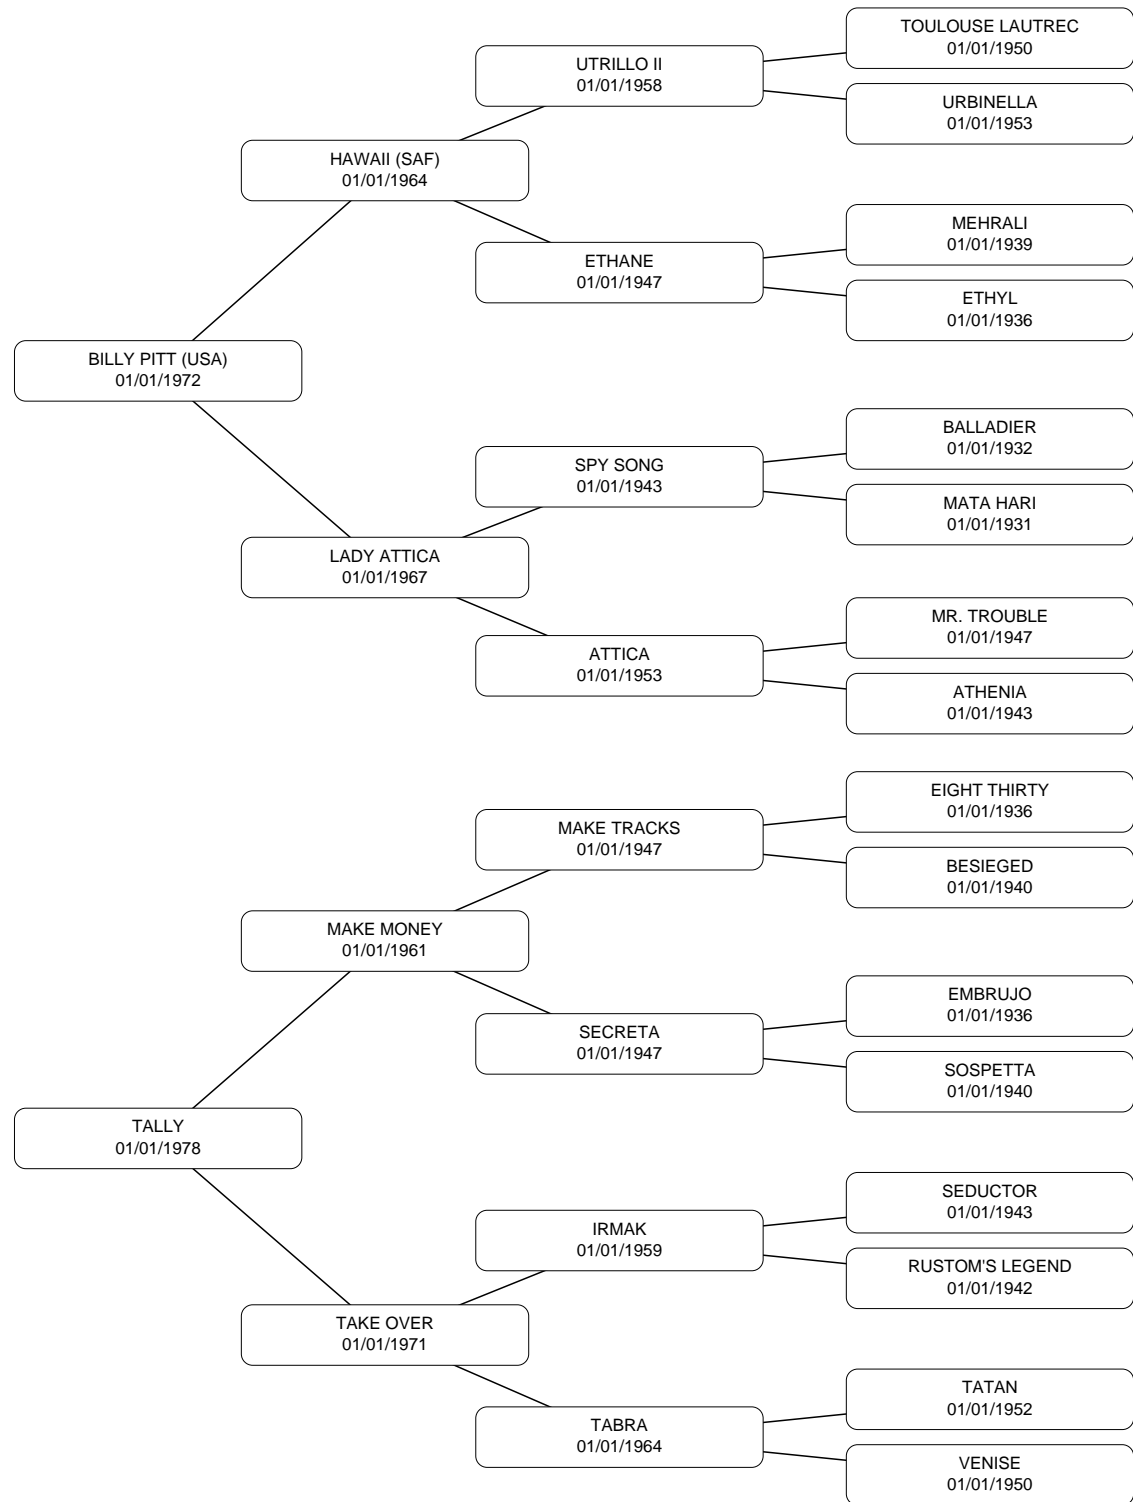 TOULOUSE LAUTREC
01/01/1950
UTRILLO II
01/01/1958
URBINELLA
01/01/1953
HAWAII (SAF)
01/01/1964
MEHRALI
01/01/1939
ETHANE
01/01/1947
ETHYL
01/01/1936
BILLY PITT (USA)
01/01/1972
BALLADIER
01/01/1932
SPY SONG
01/01/1943
MATA HARI
01/01/1931
LADY ATTICA
01/01/1967
MR. TROUBLE
01/01/1947
ATTICA
01/01/1953
ATHENIA
01/01/1943
EIGHT THIRTY
01/01/1936
MAKE TRACKS
01/01/1947
BESIEGED
01/01/1940
MAKE MONEY
01/01/1961
EMBRUJO
01/01/1936
SECRETA
01/01/1947
SOSPETTA
01/01/1940
TALLY
01/01/1978
SEDUCTOR
01/01/1943
IRMAK
01/01/1959
RUSTOM'S LEGEND
01/01/1942
TAKE OVER
01/01/1971
TATAN
01/01/1952
TABRA
01/01/1964
VENISE
01/01/1950